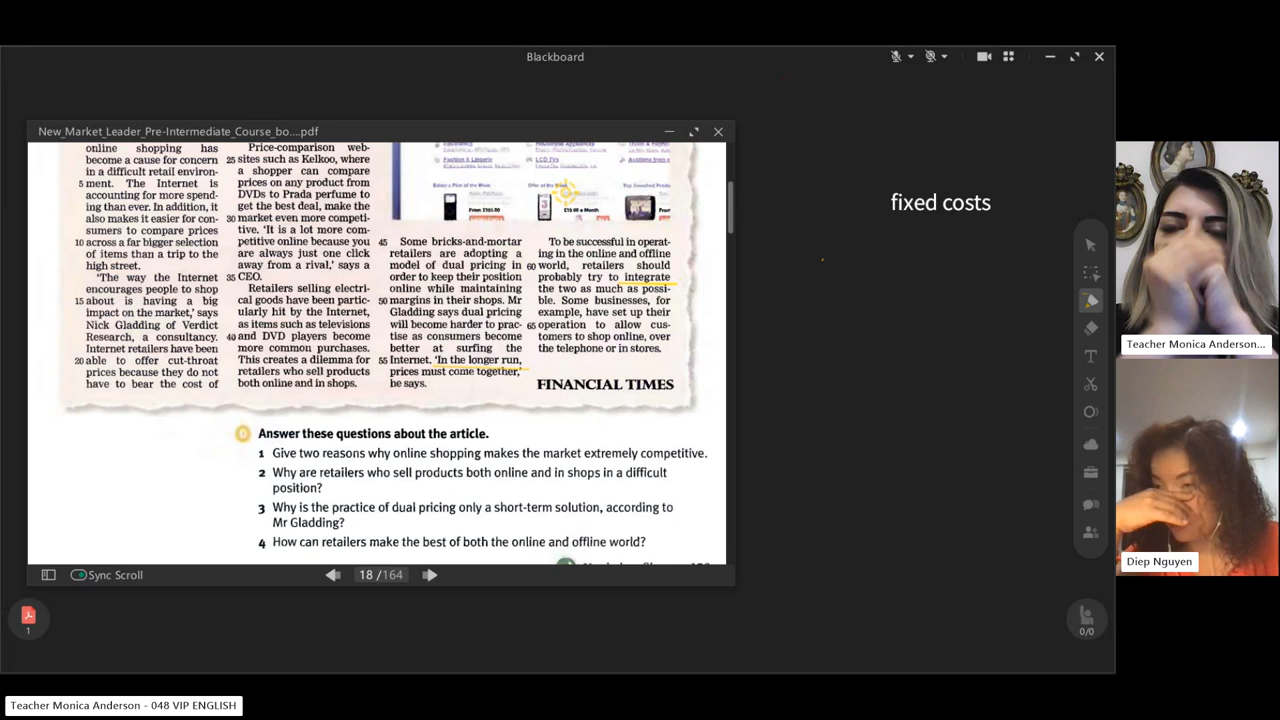 Blackboard
New_Market_Leader_Pre-Intermediate_Course_bo....pdf
online shopping has
become a cause for concern
in a difficult retail environ-
5 ment. The Internet is
accounting for more spend-
ing than ever. In addition, it
also makes it easier for con-
sumers to compare prices
10 across a far bigger selection
of items than a trip to the
high street.
'The way the Internet
encourages people to shop
15 about is having a big
impact on the market,' says
Nick Gladding of Verdict
Research, a consultancy.
Internet retailers have been
20 able to offer cut-throat
prices because they do not
have to bear the cost of
Price-comparison web-
25 sites such as Kelkoo, where
a shopper can compare
prices on any product from
DVDs to Prada perfume to
get the best deal, make the
30 market even more competi-
tive. 'It is a lot more com-
petitive online because you
are always just one click
away from a rival,' says a
35 CEO.
Retailers selling electri-
cal goods have been partic-
ularly hit by the Internet,
as items such as televisions
40 and DVD players become
more common purchases.
This creates a dilemma for
retailers who sell products
both online and in shops.
Fashion & Lingerie
LCD TVs
From £165.00
£15.00 a Month
45 Some bricks-and-mortar
retailers are adopting a
model of dual pricing in
order to keep their position
online while maintaining
50 margins in their shops. Mr
Gladding says dual pricing
will become harder to prac-
tise as consumers become
better at surfing the
55 Internet. 'In the longer run,
prices must come together,'
he says.
To be successful in operat-
ing in the online and offline
60 world, retailers should
probably try to integrate
the two as much as possi-
ble. Some businesses, for
example, have set up their
65 operation to allow cus-
tomers to shop online, over
the telephone or in stores.
FINANCIAL TIMES
D Answer these questions about the article.
1 Give two reasons why online shopping makes the market extremely competitive.
2 Why are retailers who sell products both online and in shops in a difficult
position?
3 Why is the practice of dual pricing only a short-term solution, according to
Mr Gladding?
4 How can retailers make the best of both the online and offline world?
Sync Scroll
18 /164
1
fixed costs
0/0
Teacher Monica Anderson...
Diep Nguyen
Teacher Monica Anderson - 048 VIP ENGLISH